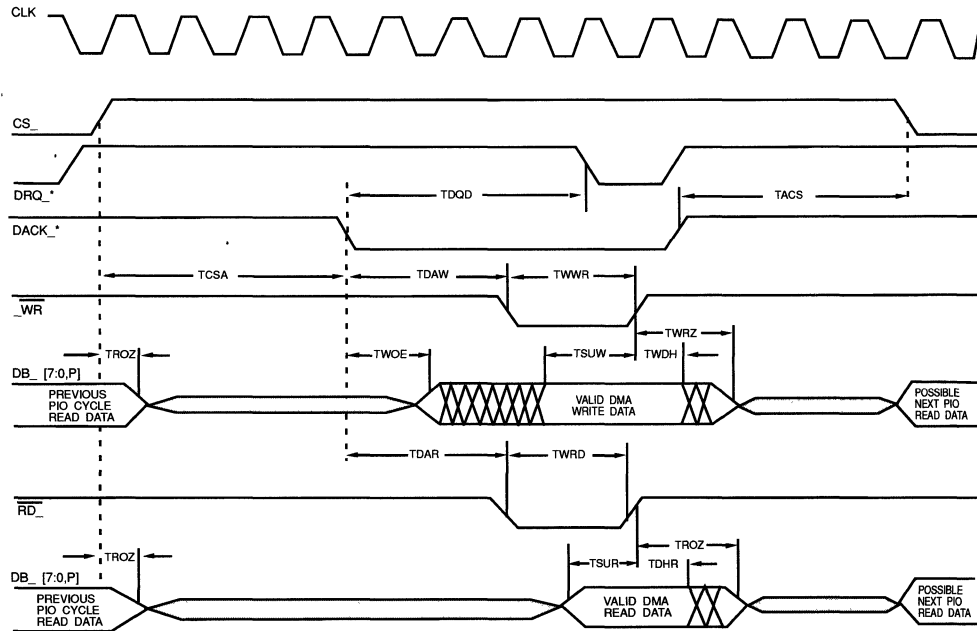 CLK
CS_
DRQ_*
TDQD
TACS
DACK_*
TCSA
TDAW
TWWR
_WR
TWRZ
TROZ
TWOE
TSUW
TWDH
DB_ [7:0,P]
PREVIOUS
PIO CYCLE
READ DATA
VALID DMA
WRITE DATA
POSSIBLE
NEXT PIO
READ DATA
TDAR
TWRD
RD_
TROZ
TSUR
TDHR
TROZ
DB_ [7:0,P]
PREVIOUS
PIO CYCLE
READ DATA
VALID DMA
READ DATA
POSSIBLE
NEXT PIO
READ DATA